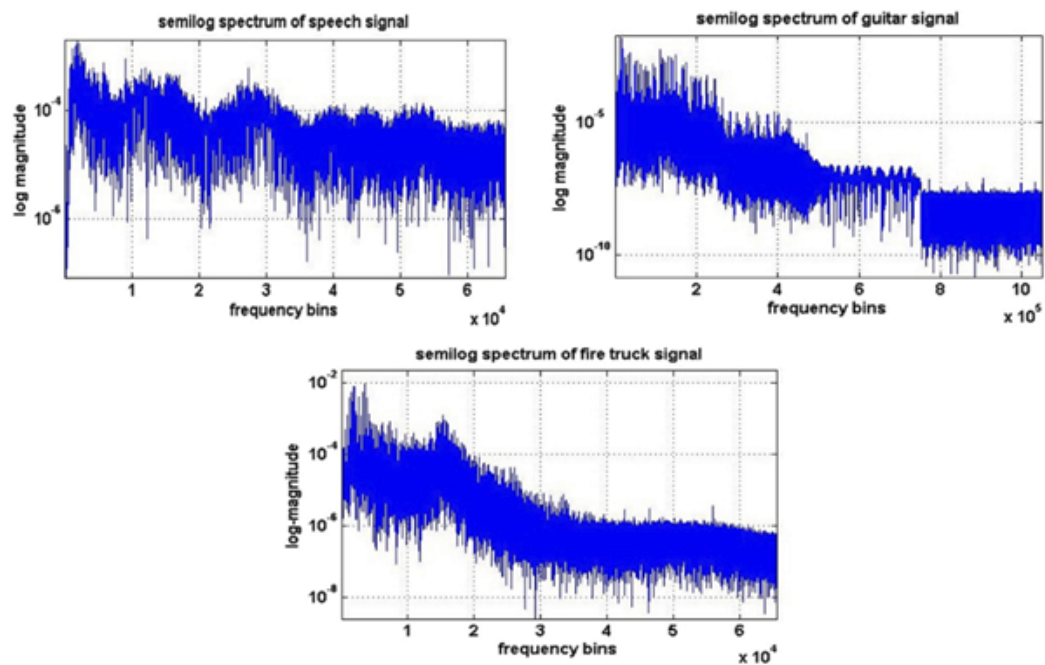 semilog spectrum of speech signal
log magnitude
10^-4
10^-6
1 2 3 4 5 6
frequency bins
x 10^4
semilog spectrum of guitar signal
log magnitude
10^-5
10^-10
2 4 6 8 10
frequency bins
x 10^5
semilog spectrum of fire truck signal
log-magnitude
10^-2
10^-4
10^-6
10^-8
1 2 3 4 5 6
frequency bins
x 10^4